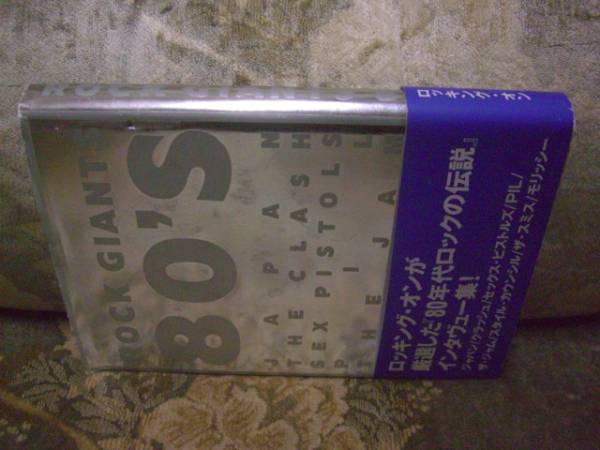 ROCK GIANTS
80'S
JAPAN
THE CLASH
SEX PISTOLS
P I L
THE JAM
ロッキング・オン
ロッキング・オンが
厳選した'80年代ロックの伝説』
インタヴュー集!
ジャパン/クラッシュ/セックス・ピストルズ/PIL/
ザ・ジャム/スタイル・カウンシル/ザ・スミス/モリッシー